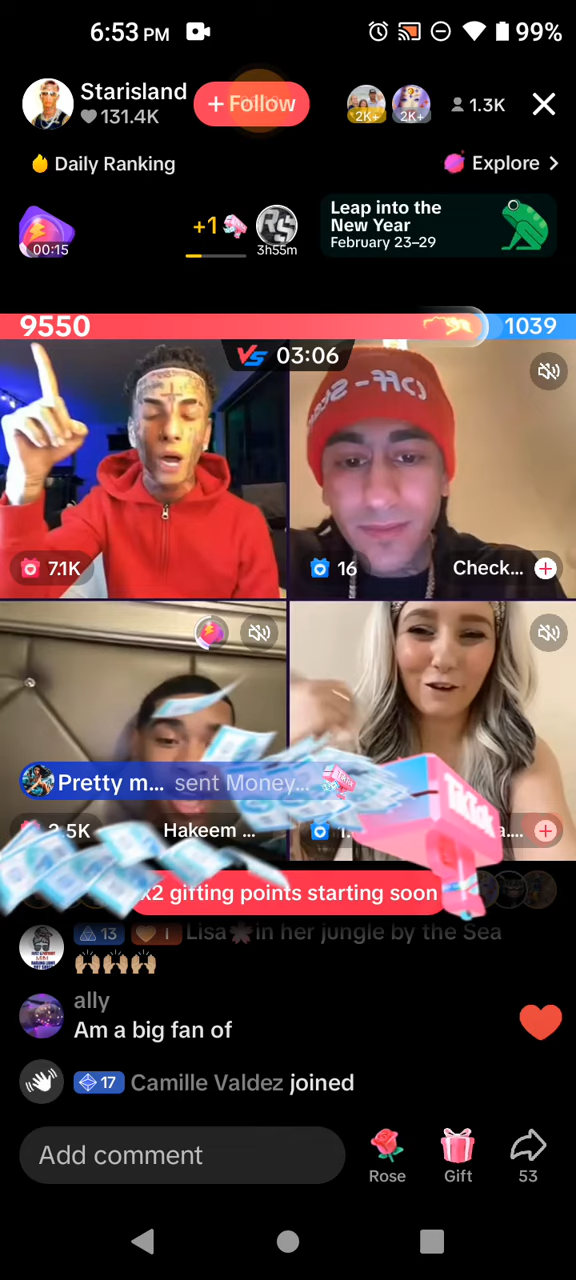 6:53 PM 99%
Starisland
131.4K
+ Follow
2K+
2K+
1.3K
Daily Ranking
Explore >
00:15
+1
3h55m
Leap into the
New Year
February 23–29
9550
1039
VS 03:06
7.1K
16
Check...
Pretty m... sent Money...
TikTok
Hakeem ...
x2 gifting points starting soon
13
Lisa in her jungle by the Sea
🙌🏽🙌🏽🙌🏽
ally
Am a big fan of
17 Camille Valdez joined
Add comment
Rose
Gift
53